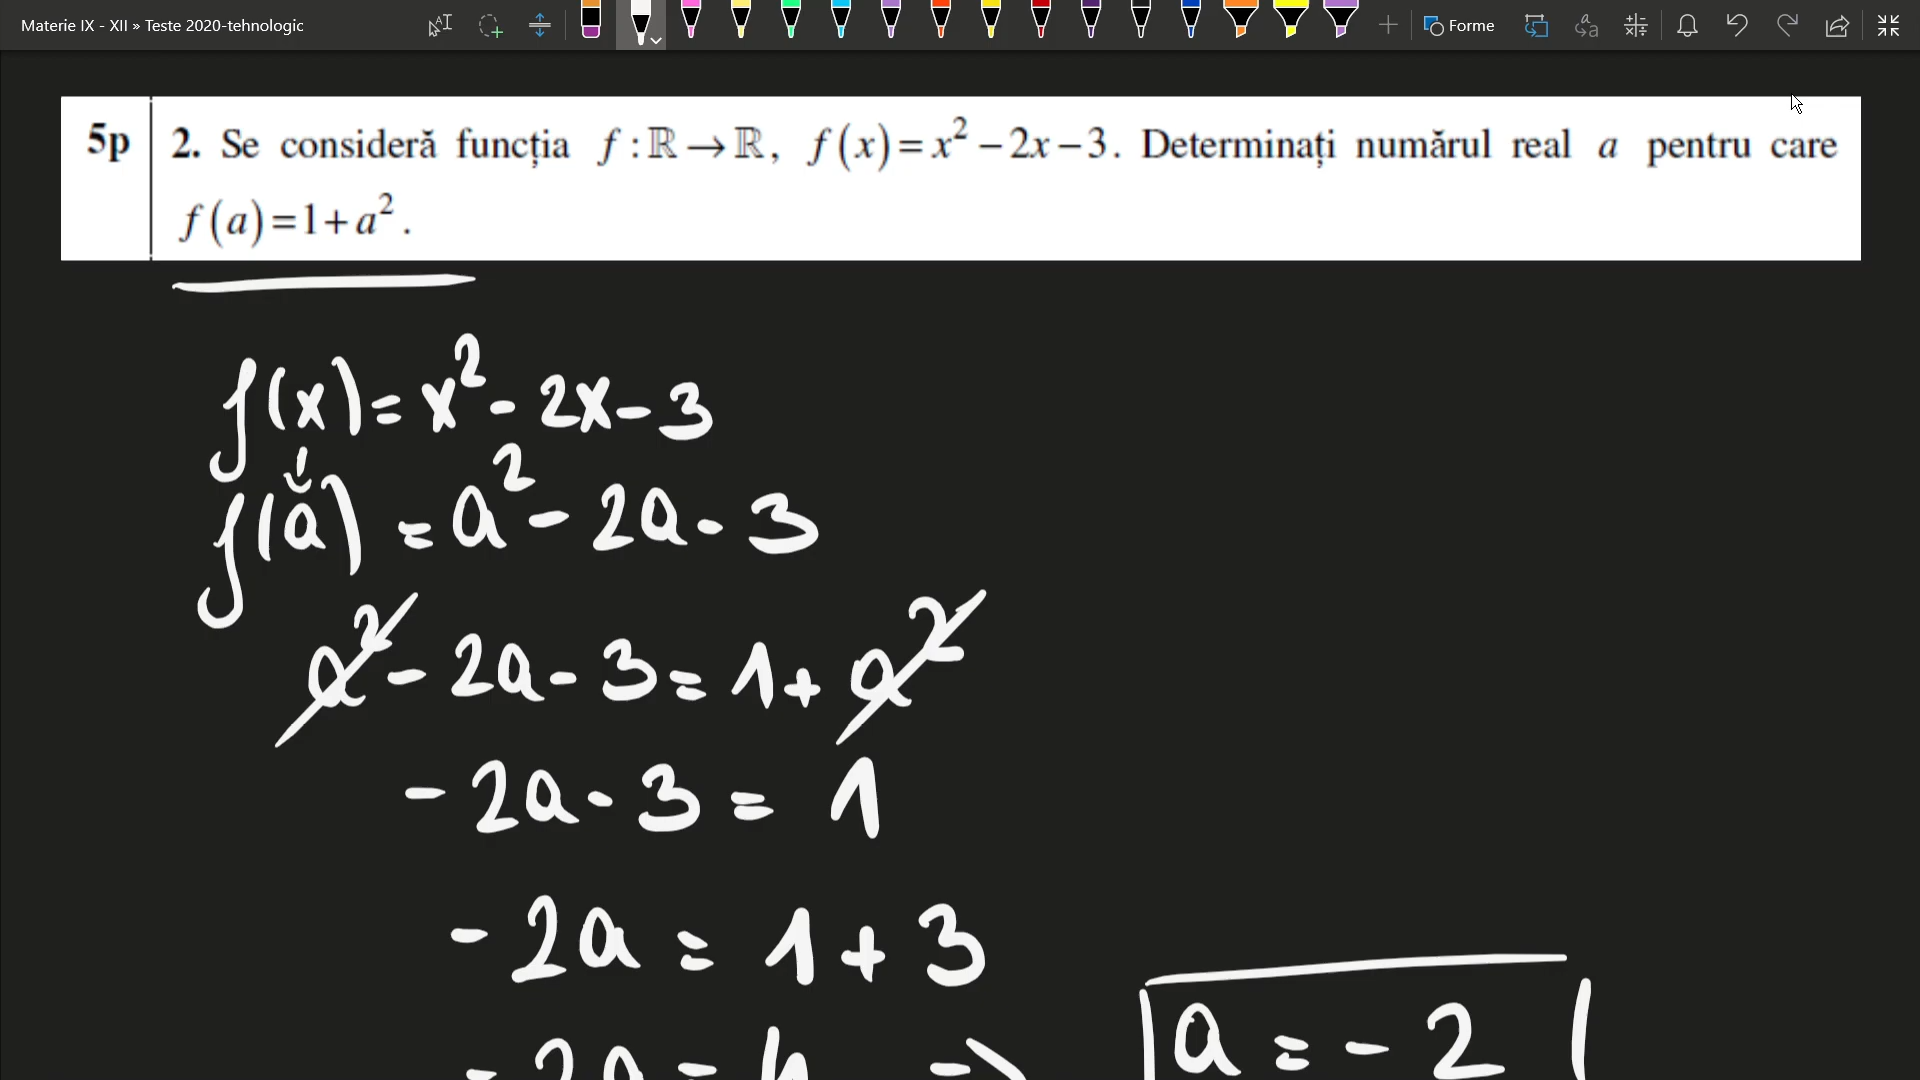 Materie IX - XII » Teste 2020-tehnologic
Forme
5p 2. Se consideră funcția f : ℝ → ℝ, f(x) = x² − 2x − 3. Determinați numărul real a pentru care
f(a) = 1 + a².
f(x) = x² - 2x - 3
f(a) = a² - 2a - 3
a² - 2a - 3 = 1 + a²
- 2a - 3 = 1
- 2a = 1 + 3
- 2a = 4 ->
a = - 2